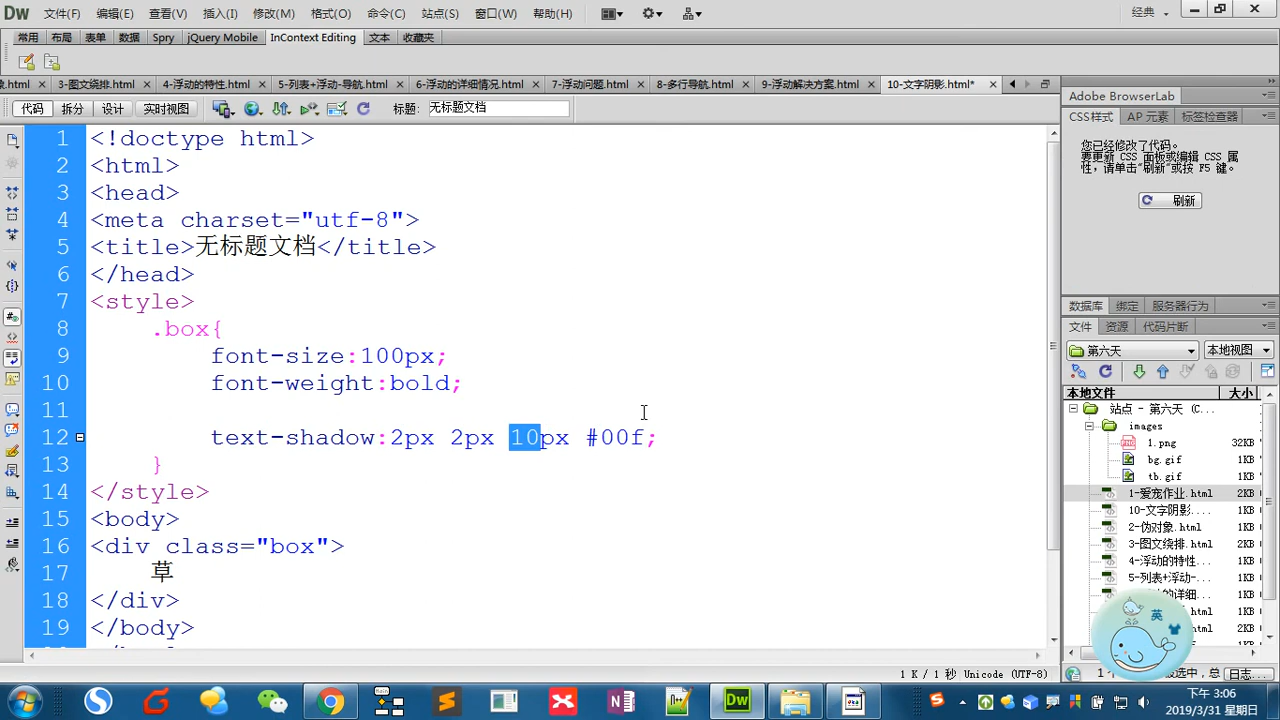 Dw 文件(F) 编辑(E) 查看(V) 插入(I) 修改(M) 格式(O) 命令(C) 站点(S) 窗口(W) 帮助(H) 经典
常用 布局 表单 数据 Spry jQuery Mobile InContext Editing 文本 收藏夹
.html 3-图文绕排.html 4-浮动的特性.html 5-列表+浮动-导航.html 6-浮动的详细情况.html 7-浮动问题.html 8-多行导航.html 9-浮动解决方案.html 10-文字阴影.html*
代码 拆分 设计 实时视图 标题: 无标题文档
1 <!doctype html>
2 <html>
3 <head>
4 <meta charset="utf-8">
5 <title>无标题文档</title>
6 </head>
7 <style>
8 .box{
9 font-size:100px;
10 font-weight:bold;
11
12 text-shadow:2px 2px 10px #00f;
13 }
14 </style>
15 <body>
16 <div class="box">
17 草
18 </div>
19 </body>
1 K / 1 秒 Unicode (UTF-8)
Adobe BrowserLab
CSS样式 AP 元素 标签检查器
您已经修改了代码。
要更新 CSS 面板或编辑 CSS 属
性，请单击“刷新”或按 F5 键。
刷新
数据库 绑定 服务器行为
文件 资源 代码片断
第六天 本地视图
本地文件 大小
站点 - 第六天 (C...
images
1.png 32KB
bg.gif 1KB
tb.gif 1KB
1-爱宠作业.html 2KB
10-文字阴影.... 1KB
2-伪对象.html 1KB
3-图文绕排.html 1KB
4-浮动的特性... 1KB
5-列表+浮动-... 1KB
的详细... 1KB
html 1KB
html 1KB
英
日志...
Dw
下午 3:06
2019/3/31 星期日